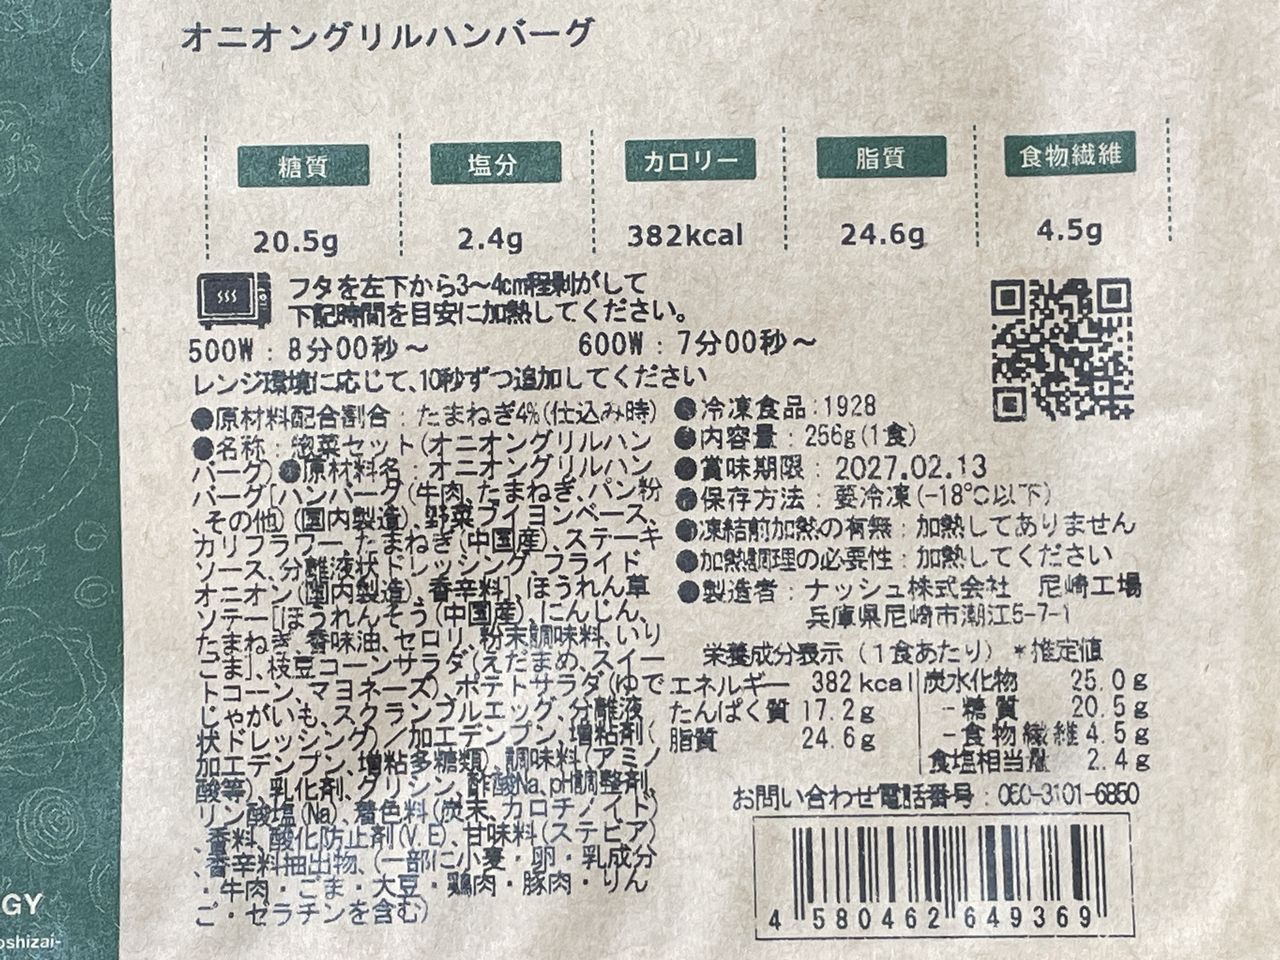 オニオングリルハンバーグ
糖質 塩分 カロリー 脂質 食物繊維
20.5g 2.4g 382kcal 24.6g 4.5g
フタを左下から3～4cm程剥がして
下記時間を目安に加熱してください。
500W：8分00秒～ 600W：7分00秒～
レンジ環境に応じて、10秒ずつ追加してください
●原材料配合割合：たまねぎ4%(仕込み時)
●名称：惣菜セット(オニオングリルハン
バーグ)●原材料名：オニオングリルハン
バーグ[ハンバーグ(牛肉、たまねぎ、パン粉
、その他)(国内製造)、野菜ブイヨンベース、
カリフラワー、たまねぎ(中国産)、ステーキ
ソース、分離液状ドレッシング、フライド
オニオン(国内製造)、香辛料]、ほうれん草
ソテー[ほうれんそう(中国産)、にんじん、
たまねぎ、香味油、セロリ、粉末調味料、いり
ごま]、枝豆コーンサラダ(えだまめ、スイー
トコーン、マヨネーズ)、ポテトサラダ(ゆで
じゃがいも、スクランブルエッグ、分離液
状ドレッシング)／加工デンプン、増粘剤(
加工デンプン、増粘多糖類)、調味料(アミノ
酸等)、乳化剤、グリシン、酢酸Na、pH調整剤、
リン酸塩(Na)、着色料(炭末、カロチノイド)
、香料、酸化防止剤(V.E)、甘味料(ステビア)
、香辛料抽出物、(一部に小麦・卵・乳成分
・牛肉・ごま・大豆・鶏肉・豚肉・りん
ご・ゼラチンを含む)
●冷凍食品：1928
●内容量：256g(1食)
●賞味期限：2027.02.13
●保存方法：要冷凍(-18℃以下)
●凍結前加熱の有無：加熱してありません
●加熱調理の必要性：加熱してください
●製造者：ナッシュ株式会社 尼崎工場
兵庫県尼崎市潮江5-7-1
栄養成分表示(1食あたり)＊推定値
エネルギー 382kcal 炭水化物 25.0g
たんぱく質 17.2g -糖質 20.5g
脂質 24.6g -食物繊維 4.5g
食塩相当量 2.4g
お問い合わせ電話番号：050-3101-6850
4 580462 649369
GY
oshizai-